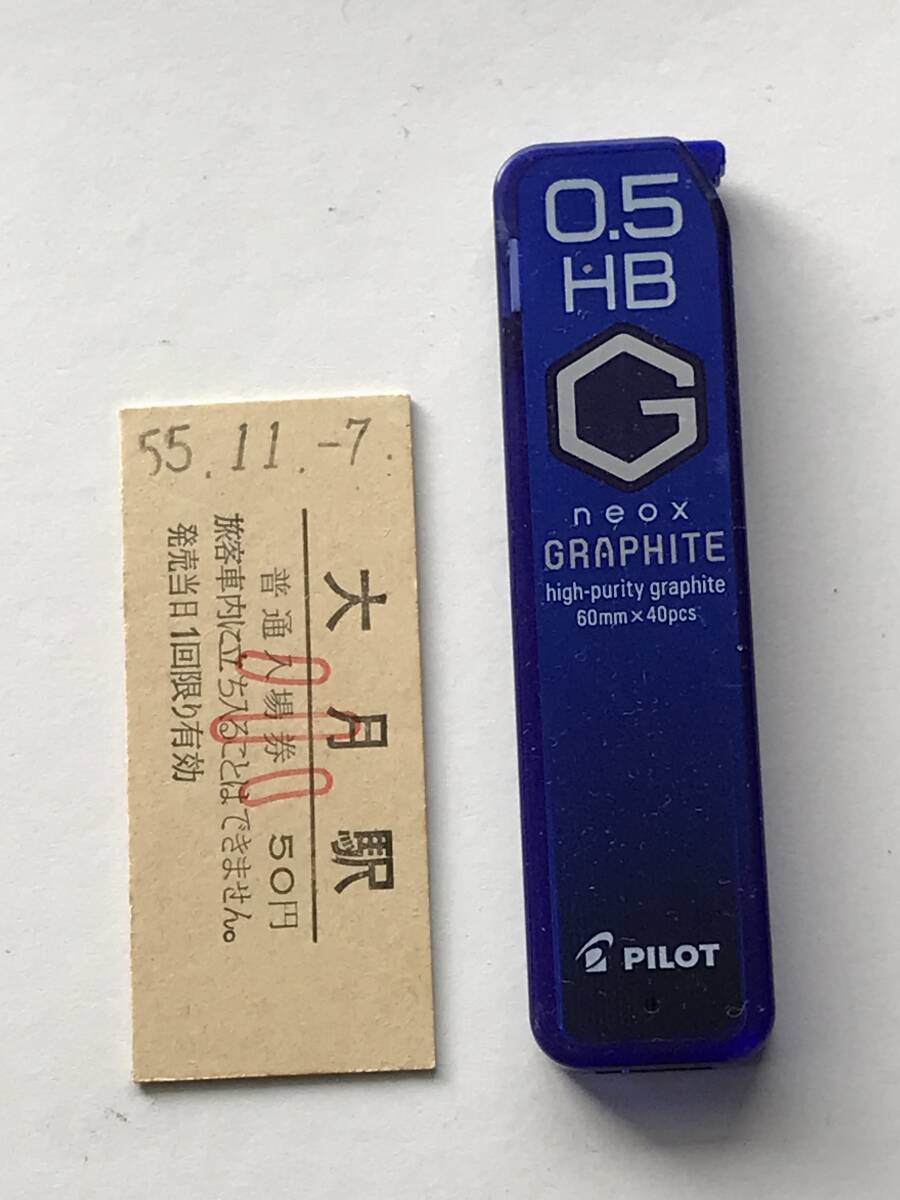 55.11.-7.
大月駅
普通入場券 50円
旅客車内に立ち入ることはできません。
発売当日1回限り有効
0.5
HB
G
neox
GRAPHITE
high-purity graphite
60mm×40pcs
PILOT